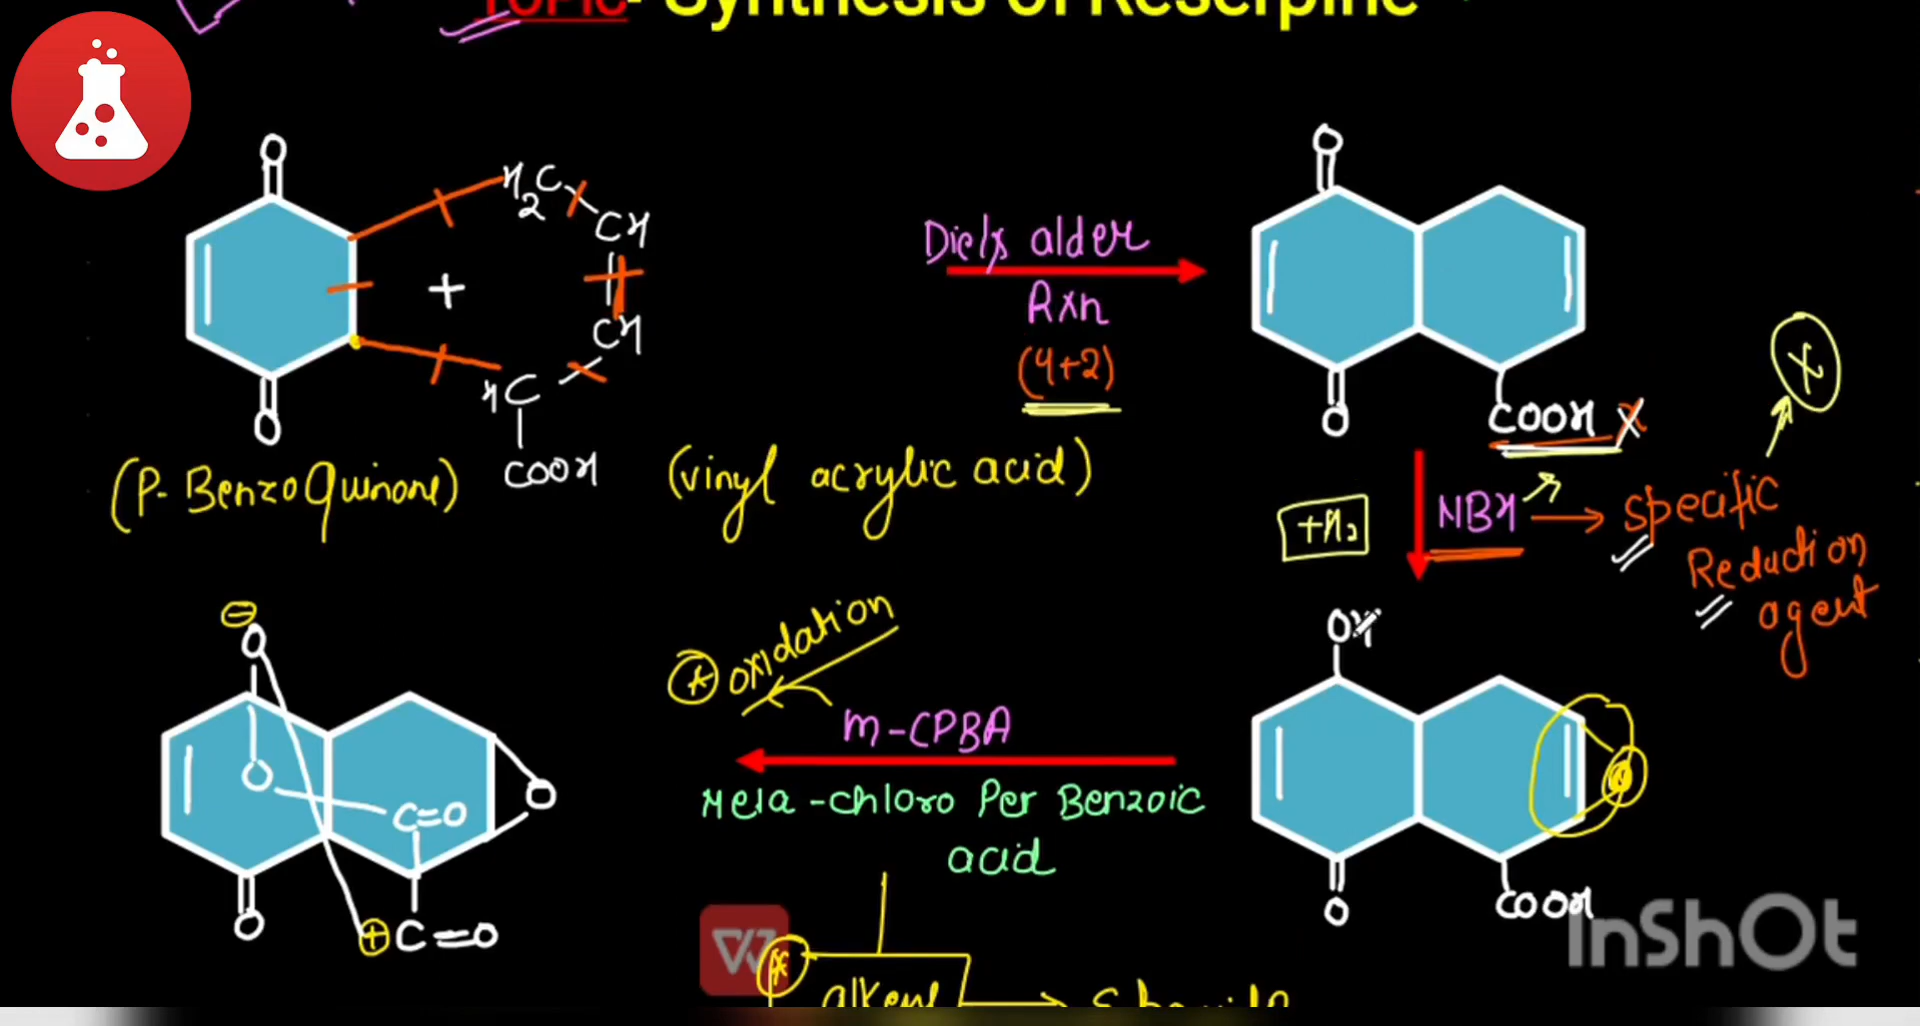 TOPIC- Synthesis of Reserpine
O
H2C
CH
+
CH
HC
COOH
O
(P-BenzoQuinone)
(vinyl acrylic acid)
Diels alder
Rxn
(4+2)
O
O
COOH X
X
+H2
NBH → specific
Reduction
agent
OH
O
COOH
* oxidation
m-CPBA
Meta-chloro Per Benzoic
acid
⊖
O
O
C=O
O
O
⊕ C=O
* alkene →
InShOt